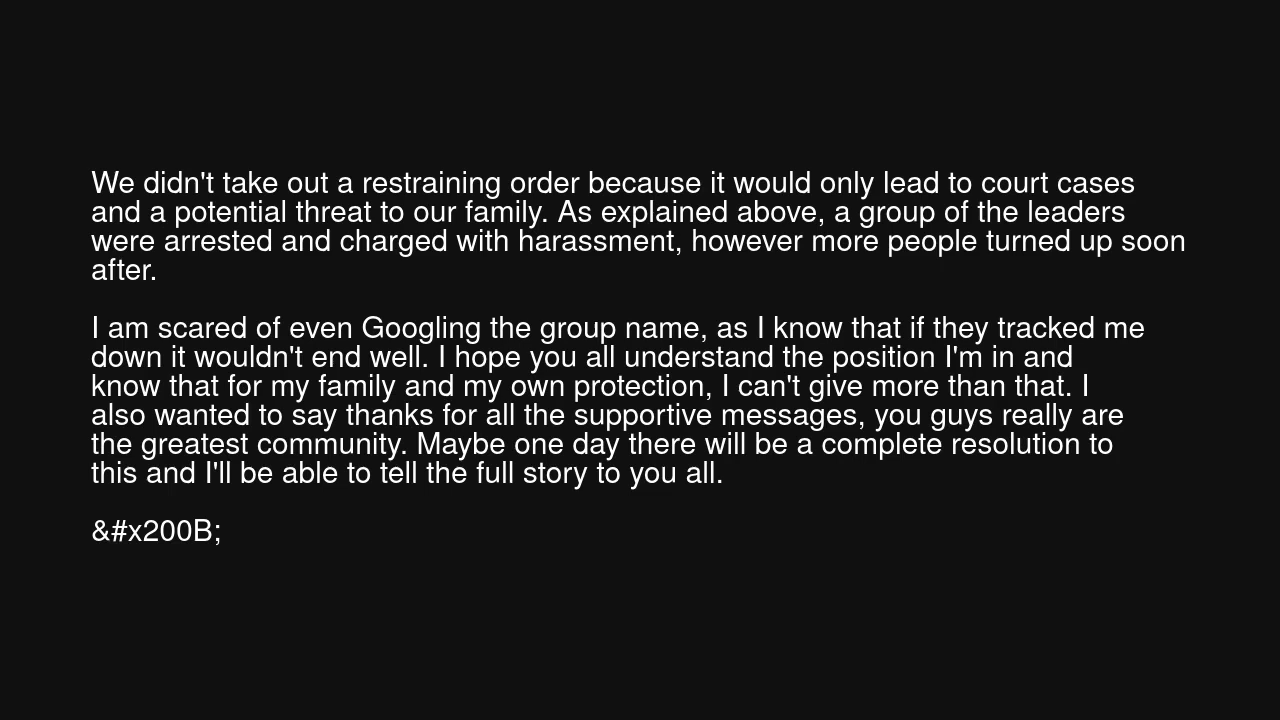 We didn't take out a restraining order because it would only lead to court cases
and a potential threat to our family. As explained above, a group of the leaders
were arrested and charged with harassment, however more people turned up soon
after.
I am scared of even Googling the group name, as I know that if they tracked me
down it wouldn't end well. I hope you all understand the position I'm in and
know that for my family and my own protection, I can't give more than that. I
also wanted to say thanks for all the supportive messages, you guys really are
the greatest community. Maybe one day there will be a complete resolution to
this and I'll be able to tell the full story to you all.
&#x200B;